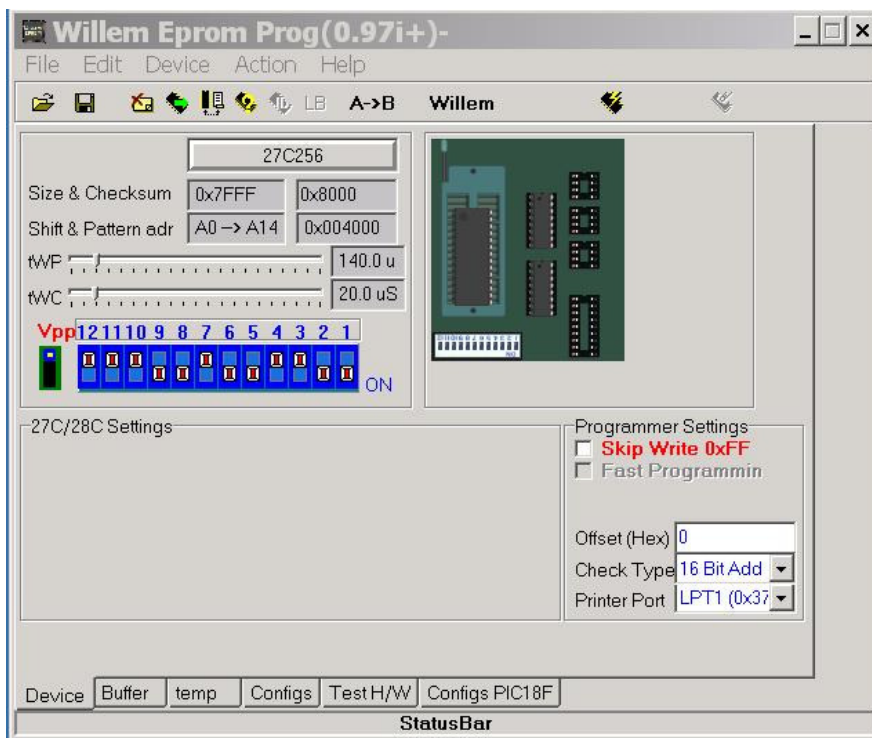 Willem Eprom Prog(0.97i+)-
File Edit Device Action Help
LB A->B Willem
27C256
Size & Checksum 0x7FFF 0x8000
Shift & Pattern adr A0 -> A14 0x004000
tWP 140.0 u
tWC 20.0 uS
Vpp 12 11 10 9 8 7 6 5 4 3 2 1
ON
27C/28C Settings
Programmer Settings
Skip Write 0xFF
Fast Programmin
Offset (Hex) 0
Check Type 16 Bit Add
Printer Port LPT1 (0x37
Device Buffer temp Configs Test H/W Configs PIC18F
StatusBar